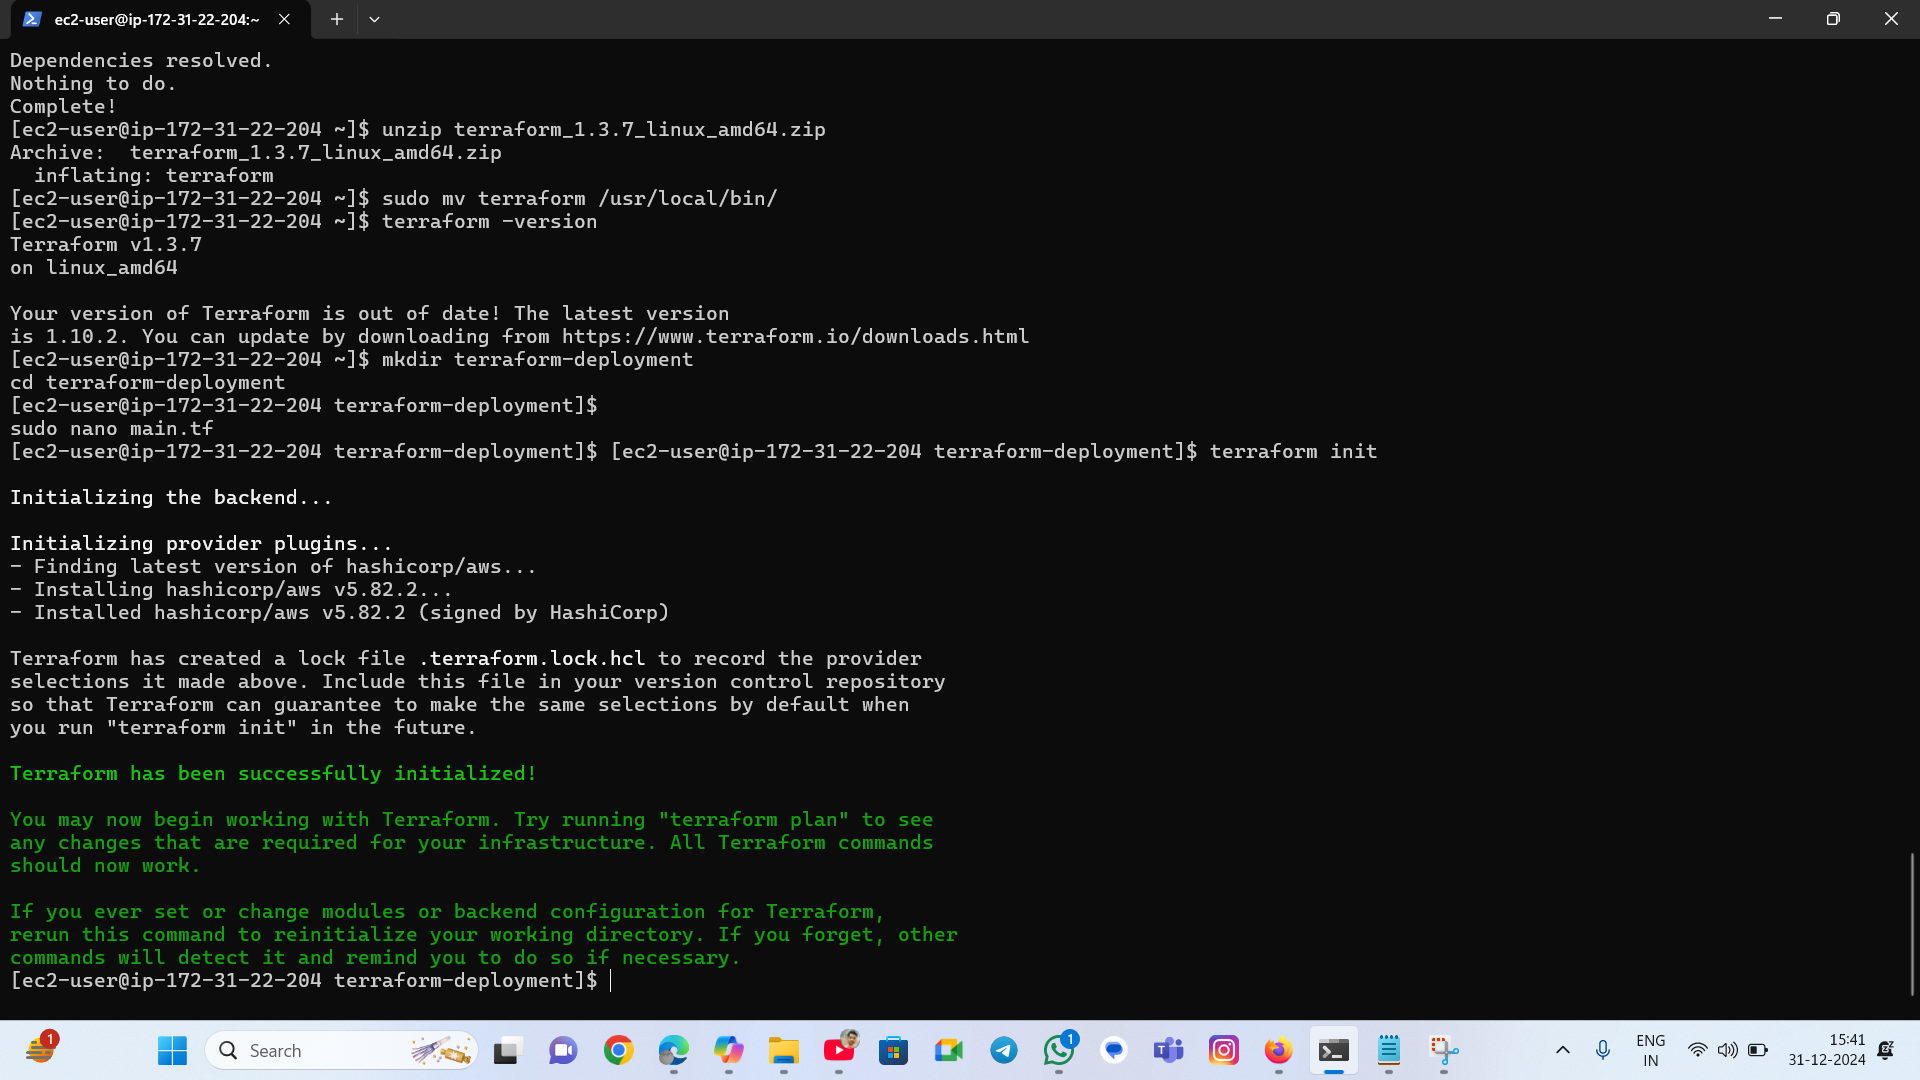 ec2-user@ip-172-31-22-204:~
Dependencies resolved.
Nothing to do.
Complete!
[ec2-user@ip-172-31-22-204 ~]$ unzip terraform_1.3.7_linux_amd64.zip
Archive:  terraform_1.3.7_linux_amd64.zip
  inflating: terraform
[ec2-user@ip-172-31-22-204 ~]$ sudo mv terraform /usr/local/bin/
[ec2-user@ip-172-31-22-204 ~]$ terraform -version
Terraform v1.3.7
on linux_amd64
Your version of Terraform is out of date! The latest version
is 1.10.2. You can update by downloading from https://www.terraform.io/downloads.html
[ec2-user@ip-172-31-22-204 ~]$ mkdir terraform-deployment
cd terraform-deployment
[ec2-user@ip-172-31-22-204 terraform-deployment]$
sudo nano main.tf
[ec2-user@ip-172-31-22-204 terraform-deployment]$ [ec2-user@ip-172-31-22-204 terraform-deployment]$ terraform init
Initializing the backend...
Initializing provider plugins...
- Finding latest version of hashicorp/aws...
- Installing hashicorp/aws v5.82.2...
- Installed hashicorp/aws v5.82.2 (signed by HashiCorp)
Terraform has created a lock file .terraform.lock.hcl to record the provider
selections it made above. Include this file in your version control repository
so that Terraform can guarantee to make the same selections by default when
you run "terraform init" in the future.
Terraform has been successfully initialized!
You may now begin working with Terraform. Try running "terraform plan" to see
any changes that are required for your infrastructure. All Terraform commands
should now work.
If you ever set or change modules or backend configuration for Terraform,
rerun this command to reinitialize your working directory. If you forget, other
commands will detect it and remind you to do so if necessary.
[ec2-user@ip-172-31-22-204 terraform-deployment]$
1
Search
1
ENG
IN
15:41
31-12-2024